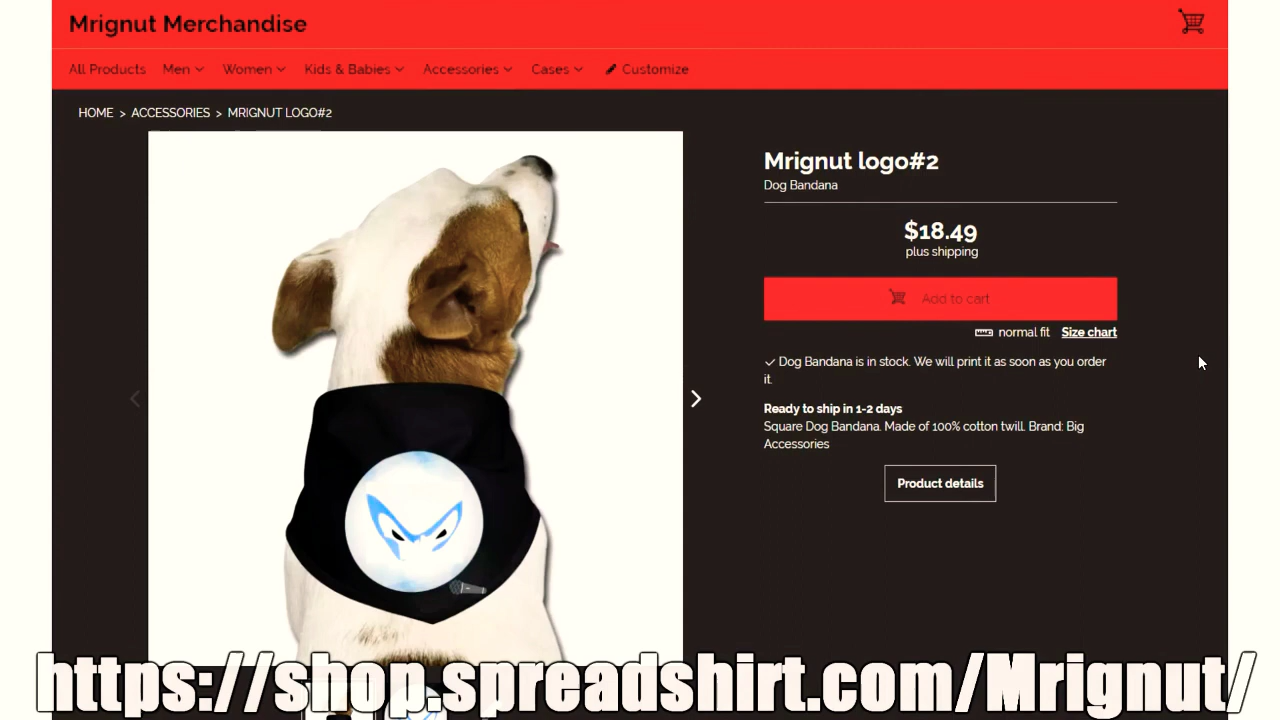 Mrignut Merchandise
All Products Men Women Kids & Babies Accessories Cases Customize
HOME > ACCESSORIES > MRIGNUT LOGO#2
Mrignut logo#2
Dog Bandana
$18.49
plus shipping
Add to cart
normal fit Size chart
Dog Bandana is in stock. We will print it as soon as you order
it.
Ready to ship in 1-2 days
Square Dog Bandana. Made of 100% cotton twill. Brand: Big
Accessories
Product details
https://shop.spreadshirt.com/Mrignut/